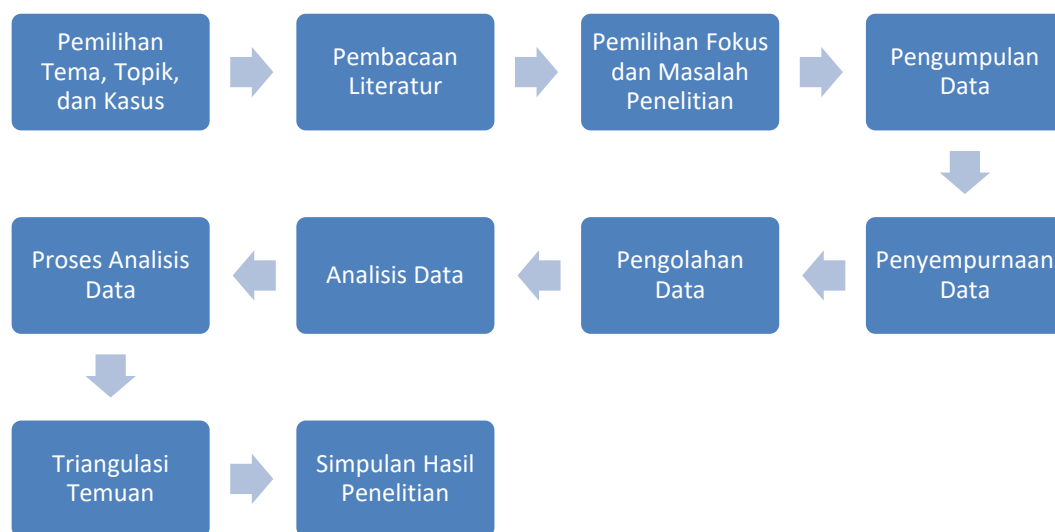 Pemilihan
Tema, Topik,
dan Kasus
Pembacaan
Literatur
Pemilihan Fokus
dan Masalah
Penelitian
Pengumpulan
Data
Penyempurnaan
Data
Pengolahan
Data
Analisis Data
Proses Analisis
Data
Triangulasi
Temuan
Simpulan Hasil
Penelitian